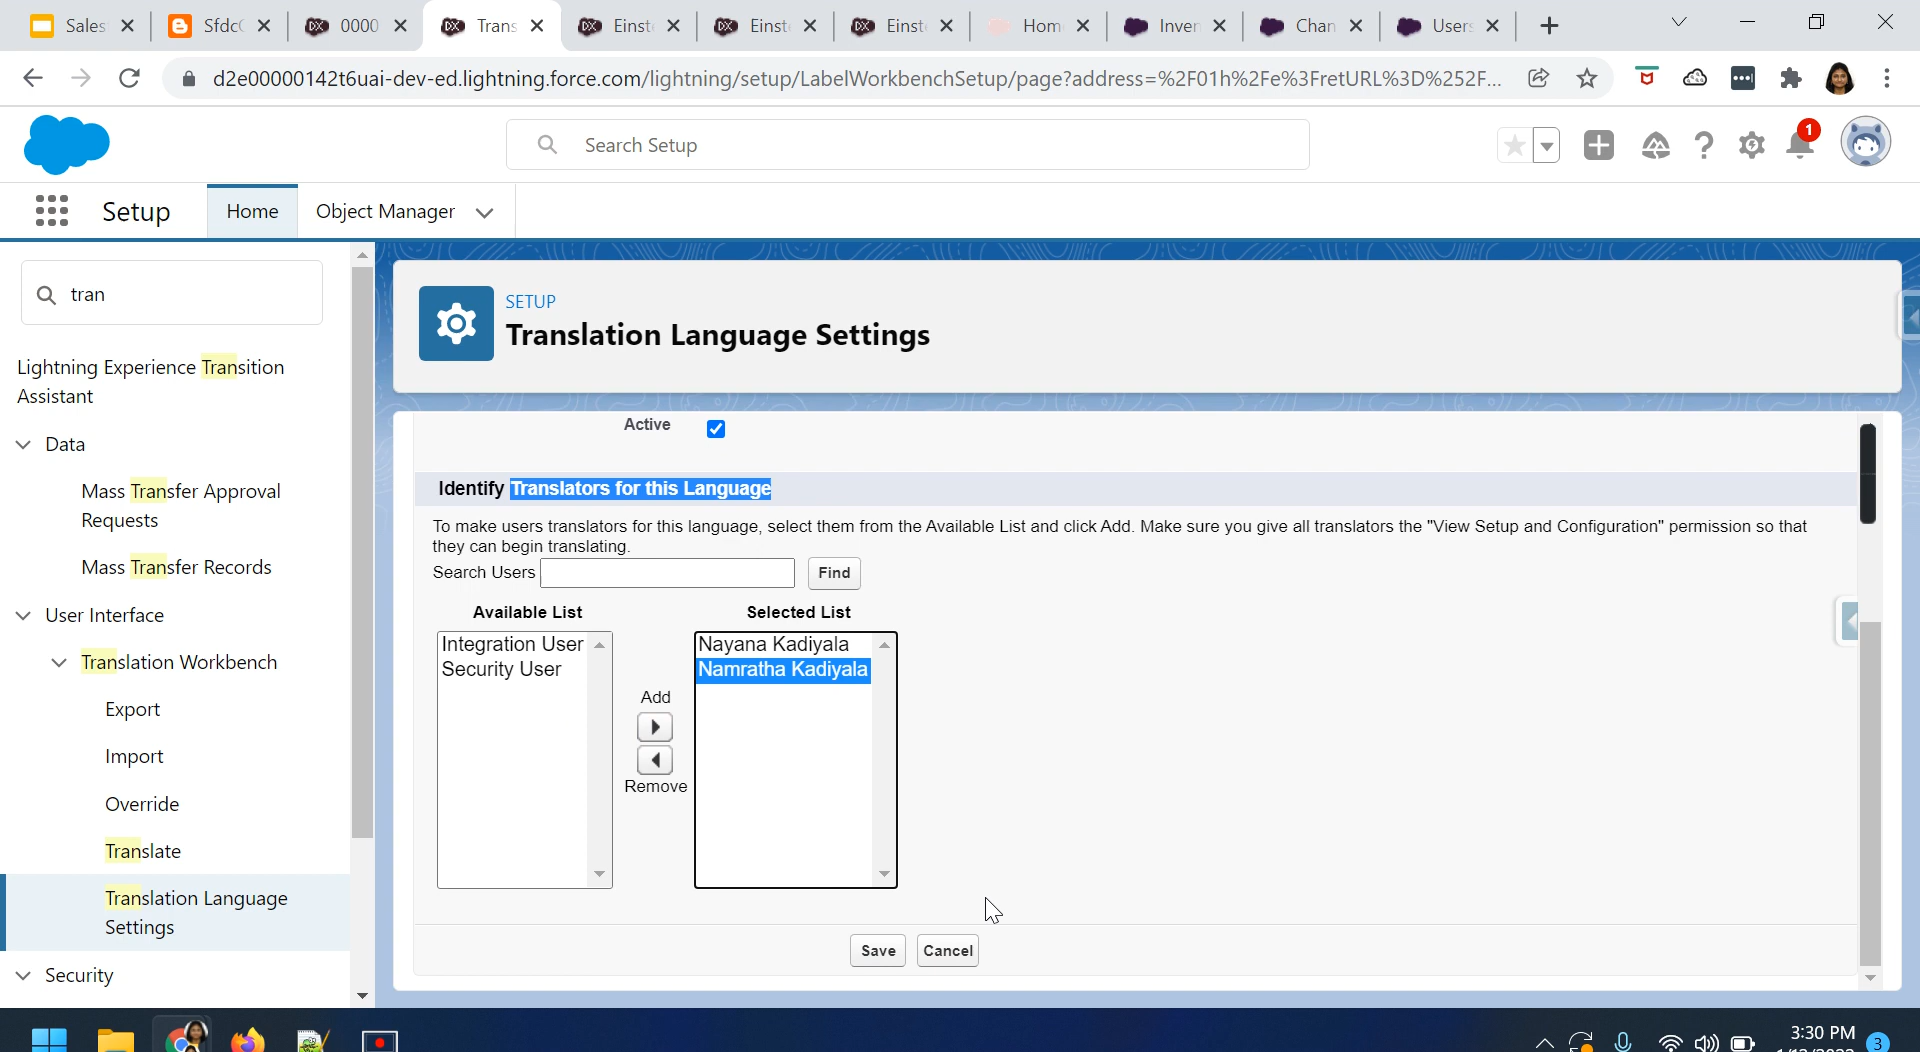 Sales
Sfdc
0000
Trans
Einst
Einst
Einst
Hom
Inven
Chan
Users
d2e00000142t6uai-dev-ed.lightning.force.com/lightning/setup/LabelWorkbenchSetup/page?address=%2F01h%2Fe%3FretURL%3D%252F...
Search Setup
1
Setup
Home
Object Manager
tran
Lightning Experience Transition
Assistant
Data
Mass Transfer Approval
Requests
Mass Transfer Records
User Interface
Translation Workbench
Export
Import
Override
Translate
Translation Language
Settings
Security
SETUP
Translation Language Settings
Active
Identify Translators for this Language
To make users translators for this language, select them from the Available List and click Add. Make sure you give all translators the "View Setup and Configuration" permission so that
they can begin translating.
Search Users
Find
Available List
Selected List
Integration User
Security User
Add
Remove
Nayana Kadiyala
Namratha Kadiyala
Save
Cancel
3:30 PM
3